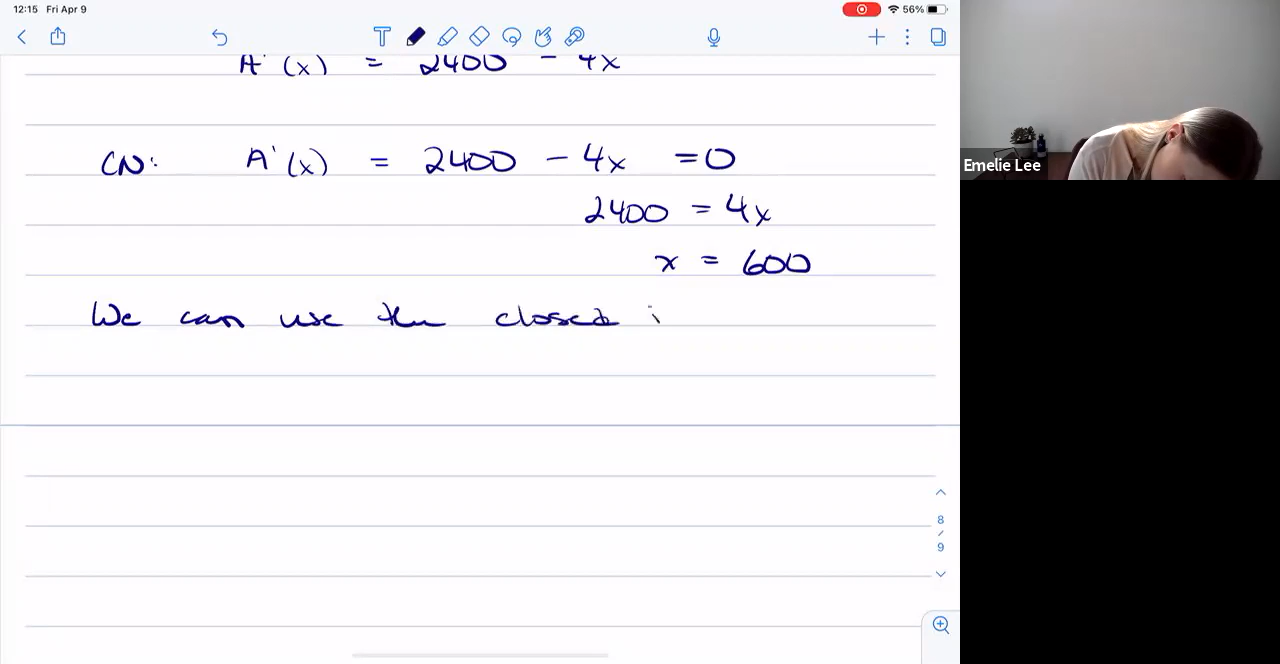 12:15 Fri Apr 9
56%
A'(x) = 2400 - 4x
CN: A'(x) = 2400 - 4x = 0
2400 = 4x
x = 600
We can use the closed i
8
/
9
Emelie Lee